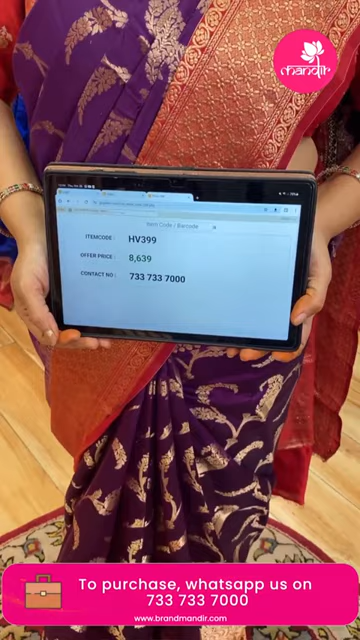 mandir
Item Code / Barcode
ITEMCODE : HV399
OFFER PRICE : 8,639
CONTACT NO : 733 733 7000
To purchase, whatsapp us on
733 733 7000
www.brandmandir.com